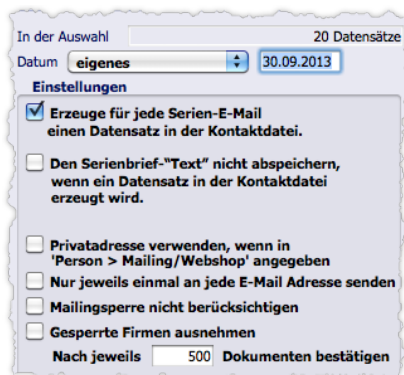 In der Auswahl 20 Datensätze
Datum eigenes 30.09.2013
Einstellungen
Erzeuge für jede Serien-E-Mail
einen Datensatz in der Kontaktdatei.
Den Serienbrief-“Text” nicht abspeichern,
wenn ein Datensatz in der Kontaktdatei
erzeugt wird.
Privatadresse verwenden, wenn in
'Person > Mailing/Webshop' angegeben
Nur jeweils einmal an jede E-Mail Adresse senden
Mailingsperre nicht berücksichtigen
Gesperrte Firmen ausnehmen
Nach jeweils 500 Dokumenten bestätigen